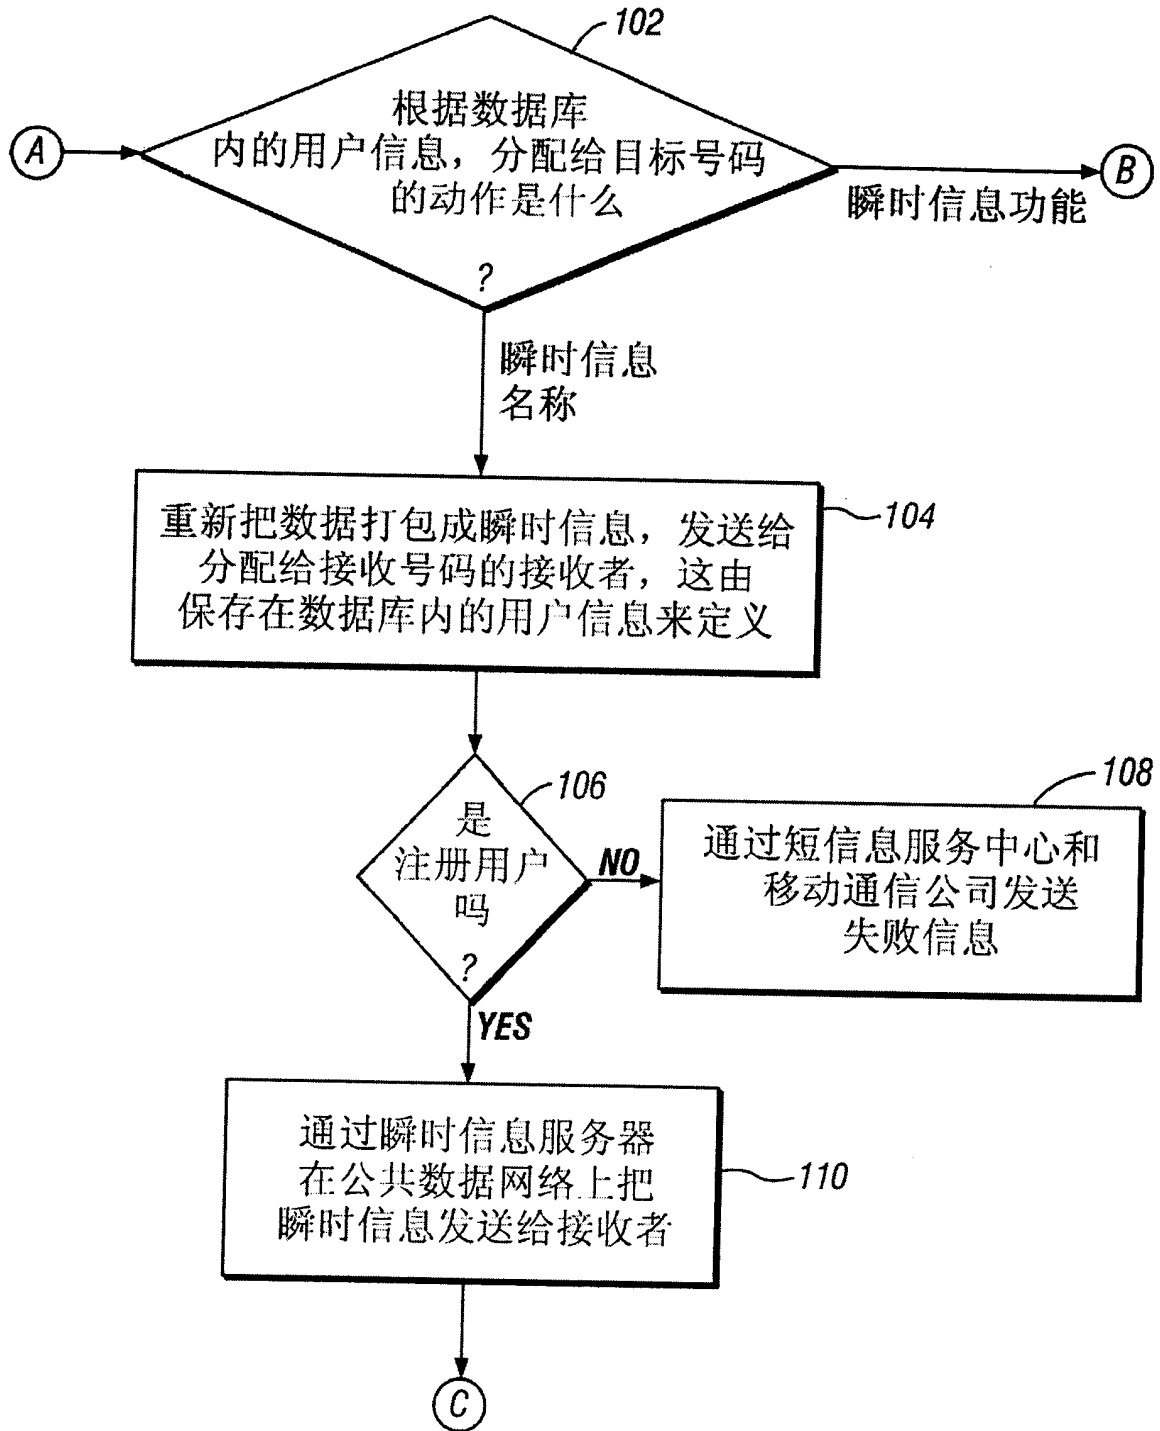 102
根据数据库
内的用户信息，分配给目标号码
的动作是什么
?
A
B
瞬时信息功能
瞬时信息
名称
重新把数据打包成瞬时信息，发送给
分配给接收号码的接收者，这由
保存在数据库内的用户信息来定义
104
106
是
注册用户
吗
?
NO
108
通过短信息服务中心和
移动通信公司发送
失败信息
YES
通过瞬时信息服务器
在公共数据网络上把
瞬时信息发送给接收者
110
C